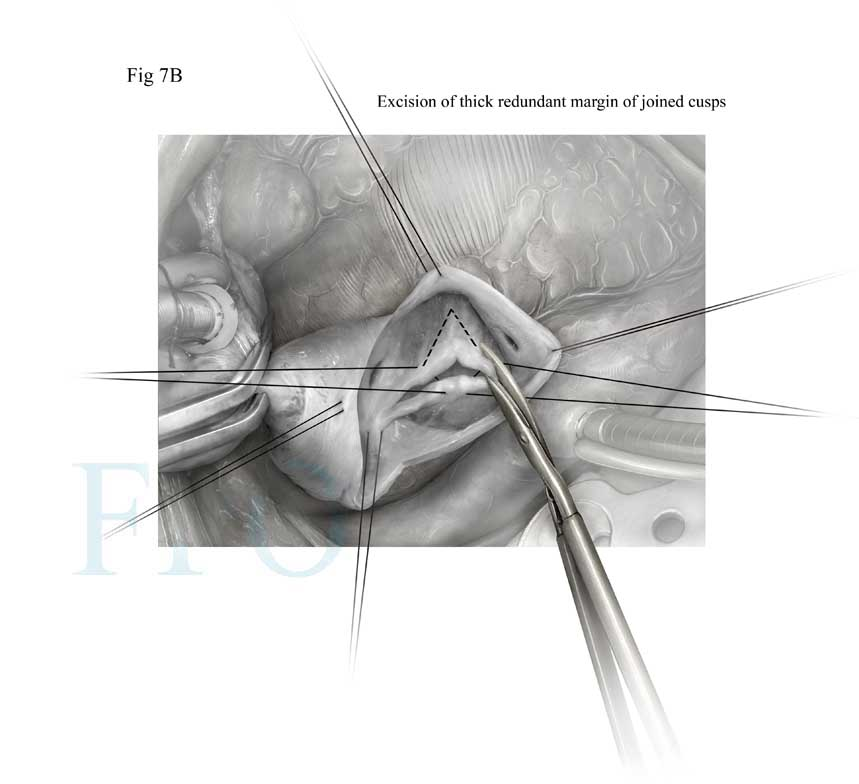 Fig 7B
Excision of thick redundant margin of joined cusps